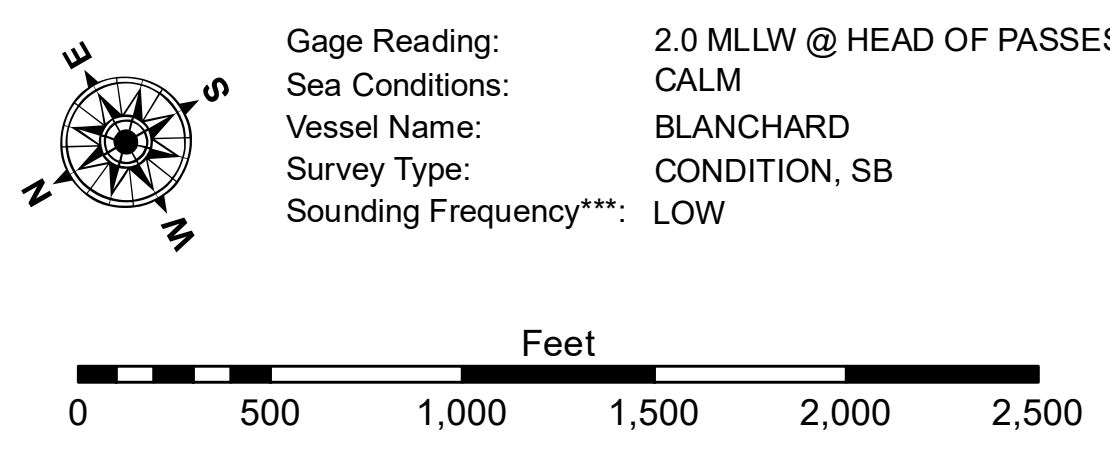 E
S
N
W
Gage Reading: 2.0 MLLW @ HEAD OF PASSES
Sea Conditions: CALM
Vessel Name: BLANCHARD
Survey Type: CONDITION, SB
Sounding Frequency***: LOW
Feet
0 500 1,000 1,500 2,000 2,500